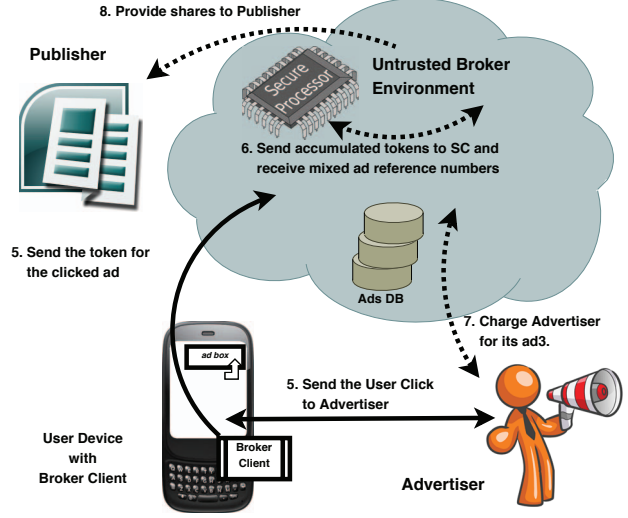 8. Provide shares to Publisher
Publisher
Secure
Processor
Untrusted Broker
Environment
6. Send accumulated tokens to SC and
receive mixed ad reference numbers
5. Send the token for
the clicked ad
Ads DB
7. Charge Advertiser
for its ad3.
ad box
5. Send the User Click
to Advertiser
User Device
with
Broker Client
Broker
Client
Advertiser